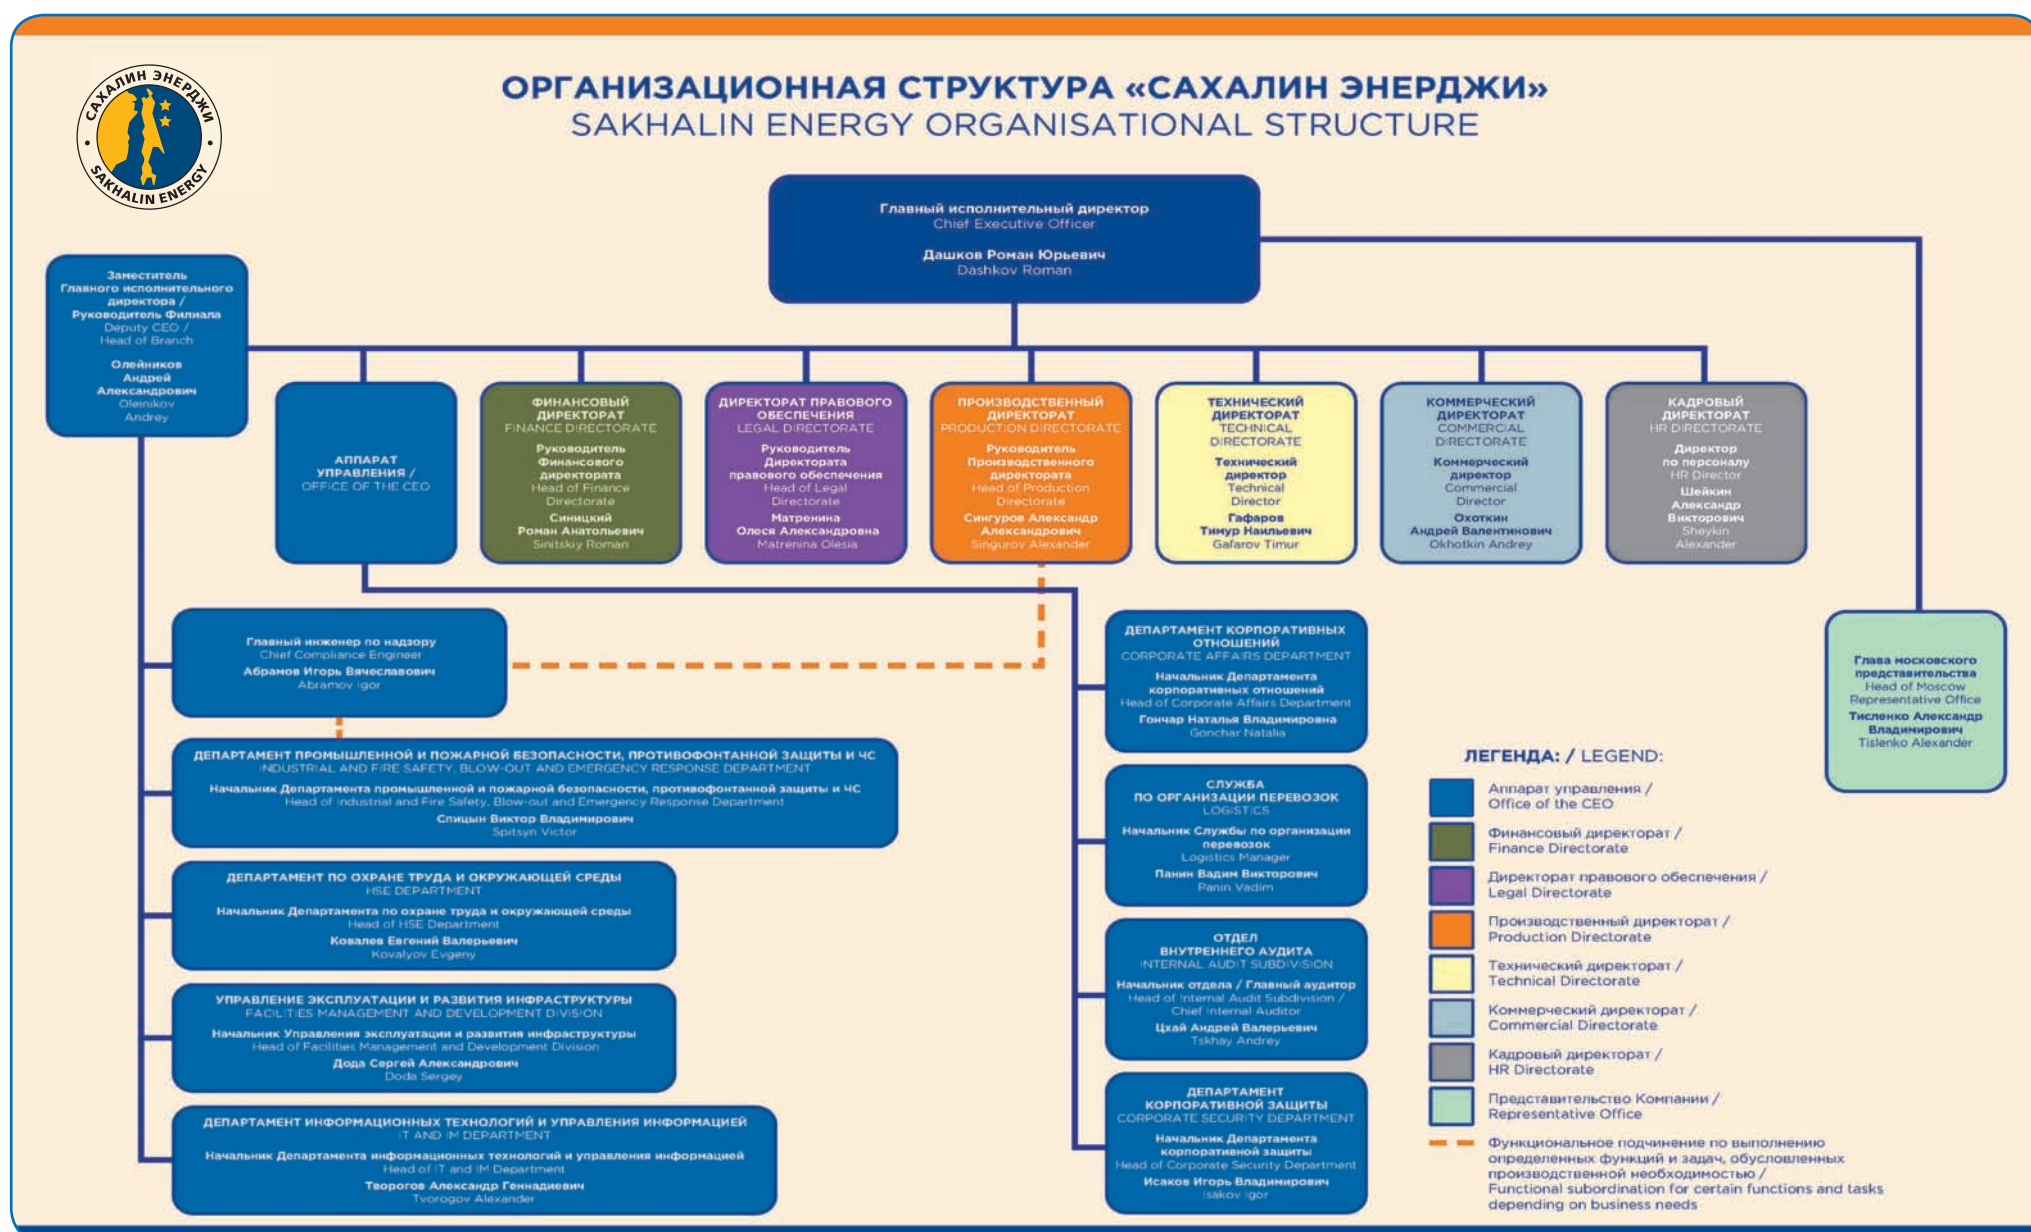 САХАЛИН ЭНЕРДЖИ
SAKHALIN ENERGY
ОРГАНИЗАЦИОННАЯ СТРУКТУРА «САХАЛИН ЭНЕРДЖИ»
SAKHALIN ENERGY ORGANISATIONAL STRUCTURE
Главный исполнительный директор
Chief Executive Officer
Дашков Роман Юрьевич
Dashkov Roman
Заместитель
Главного исполнительного
директора /
Руководитель Филиала
Deputy CEO /
Head of Branch
Олейников
Андрей
Александрович
Oleinikov
Andrey
АППАРАТ
УПРАВЛЕНИЯ /
OFFICE OF THE CEO
ФИНАНСОВЫЙ
ДИРЕКТОРАТ
FINANCE DIRECTORATE
Руководитель
Финансового
директората
Head of Finance
Directorate
Синицкий
Роман Анатольевич
Sinitskiy Roman
ДИРЕКТОРАТ ПРАВОВОГО
ОБЕСПЕЧЕНИЯ
LEGAL DIRECTORATE
Руководитель
Директората
правового обеспечения
Head of Legal
Directorate
Матренина
Олеся Александровна
Matrenina Olesia
ПРОИЗВОДСТВЕННЫЙ
ДИРЕКТОРАТ
PRODUCTION DIRECTORATE
Руководитель
Производственного
директората
Head of Production
Directorate
Сингуров Александр
Александрович
Singurov Alexander
ТЕХНИЧЕСКИЙ
ДИРЕКТОРАТ
TECHNICAL
DIRECTORATE
Технический
директор
Technical
Director
Гафаров
Тимур Наильевич
Gafarov Timur
КОММЕРЧЕСКИЙ
ДИРЕКТОРАТ
COMMERCIAL
DIRECTORATE
Коммерческий
директор
Commercial
Director
Охоткин
Андрей Валентинович
Okhotkin Andrey
КАДРОВЫЙ
ДИРЕКТОРАТ
HR DIRECTORATE
Директор
по персоналу
HR Director
Шейкин
Александр
Викторович
Sheykin
Alexander
Главный инженер по надзору
Chief Compliance Engineer
Абрамов Игорь Вячеславович
Abramov Igor
ДЕПАРТАМЕНТ ПРОМЫШЛЕННОЙ И ПОЖАРНОЙ БЕЗОПАСНОСТИ, ПРОТИВОФОНТАННОЙ ЗАЩИТЫ И ЧС
INDUSTRIAL AND FIRE SAFETY, BLOW-OUT AND EMERGENCY RESPONSE DEPARTMENT
Начальник Департамента промышленной и пожарной безопасности, противофонтанной защиты и ЧС
Head of Industrial and Fire Safety, Blow-out and Emergency Response Department
Спицын Виктор Владимирович
Spitsyn Victor
ДЕПАРТАМЕНТ ПО ОХРАНЕ ТРУДА И ОКРУЖАЮЩЕЙ СРЕДЫ
HSE DEPARTMENT
Начальник Департамента по охране труда и окружающей среды
Head of HSE Department
Ковалев Евгений Валерьевич
Kovalyov Evgeny
УПРАВЛЕНИЕ ЭКСПЛУАТАЦИИ И РАЗВИТИЯ ИНФРАСТРУКТУРЫ
FACILITIES MANAGEMENT AND DEVELOPMENT DIVISION
Начальник Управления эксплуатации и развития инфраструктуры
Head of Facilities Management and Development Division
Дода Сергей Александрович
Doda Sergey
ДЕПАРТАМЕНТ ИНФОРМАЦИОННЫХ ТЕХНОЛОГИЙ И УПРАВЛЕНИЯ ИНФОРМАЦИЕЙ
IT AND IM DEPARTMENT
Начальник Департамента информационных технологий и управления информацией
Head of IT and IM Department
Творогов Александр Геннадиевич
Tvorogov Alexander
ДЕПАРТАМЕНТ КОРПОРАТИВНЫХ
ОТНОШЕНИЙ
CORPORATE AFFAIRS DEPARTMENT
Начальник Департамента
корпоративных отношений
Head of Corporate Affairs Department
Гончар Наталья Владимировна
Gonchar Natalia
СЛУЖБА
ПО ОРГАНИЗАЦИИ ПЕРЕВОЗОК
LOGISTICS
Начальник Службы по организации
перевозок
Logistics Manager
Панин Вадим Викторович
Panin Vadim
ОТДЕЛ
ВНУТРЕННЕГО АУДИТА
INTERNAL AUDIT SUBDIVISION
Начальник отдела / Главный аудитор
Head of Internal Audit Subdivision /
Chief Internal Auditor
Цхай Андрей Валерьевич
Tskhay Andrey
ДЕПАРТАМЕНТ
КОРПОРАТИВНОЙ ЗАЩИТЫ
CORPORATE SECURITY DEPARTMENT
Начальник Департамента
корпоративной защиты
Head of Corporate Security Department
Исаков Игорь Владимирович
Isakov Igor
Глава московского
представительства
Head of Moscow
Representative Office
Тисленко Александр
Владимирович
Tislenko Alexander
ЛЕГЕНДА: / LEGEND:
Аппарат управления /
Office of the CEO
Финансовый директорат /
Finance Directorate
Директорат правового обеспечения /
Legal Directorate
Производственный директорат /
Production Directorate
Технический директорат /
Technical Directorate
Коммерческий директорат /
Commercial Directorate
Кадровый директорат /
HR Directorate
Представительство Компании /
Representative Office
Функциональное подчинение по выполнению
определенных функций и задач, обусловленных
производственной необходимостью /
Functional subordination for certain functions and tasks
depending on business needs